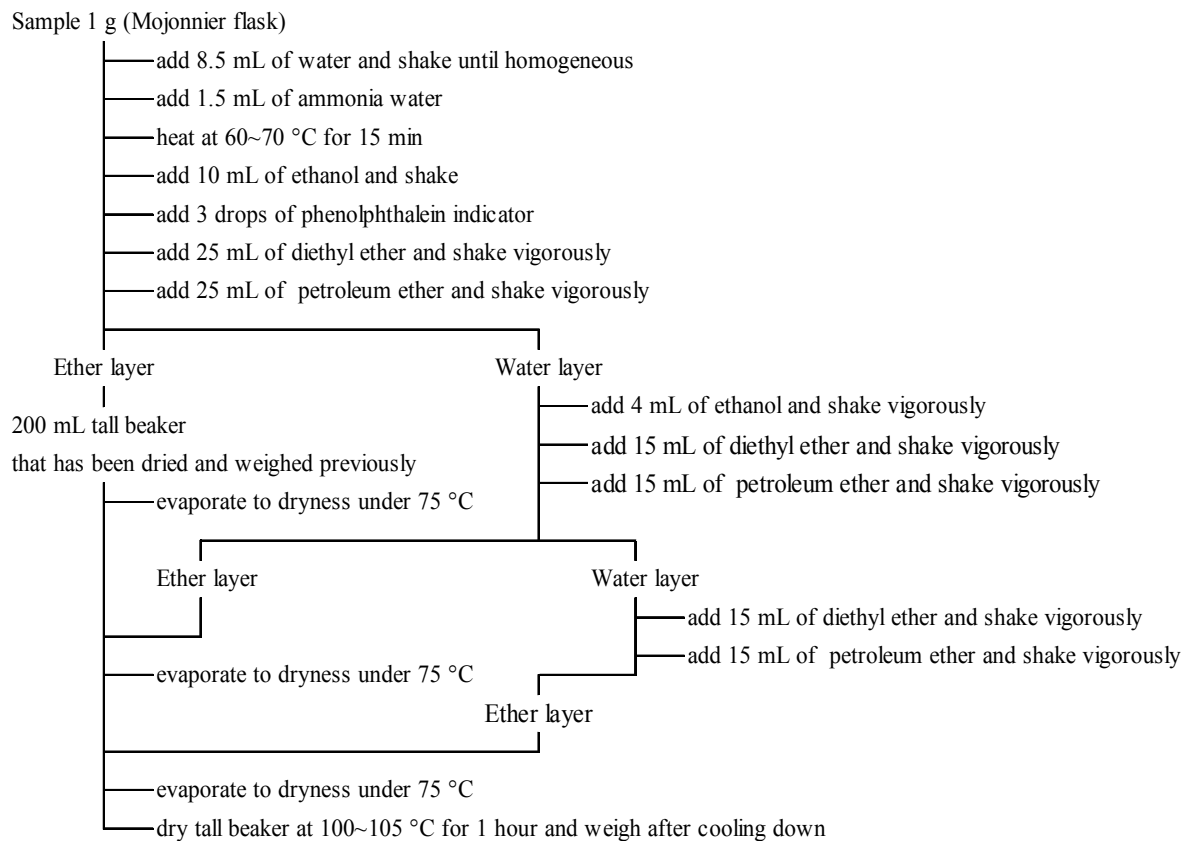 Sample 1 g (Mojonnier flask)
add 8.5 mL of water and shake until homogeneous
add 1.5 mL of ammonia water
heat at 60~70 °C for 15 min
add 10 mL of ethanol and shake
add 3 drops of phenolphthalein indicator
add 25 mL of diethyl ether and shake vigorously
add 25 mL of petroleum ether and shake vigorously
Ether layer
Water layer
200 mL tall beaker
that has been dried and weighed previously
add 4 mL of ethanol and shake vigorously
add 15 mL of diethyl ether and shake vigorously
add 15 mL of petroleum ether and shake vigorously
evaporate to dryness under 75 °C
Ether layer
Water layer
add 15 mL of diethyl ether and shake vigorously
add 15 mL of petroleum ether and shake vigorously
evaporate to dryness under 75 °C
Ether layer
evaporate to dryness under 75 °C
dry tall beaker at 100~105 °C for 1 hour and weigh after cooling down